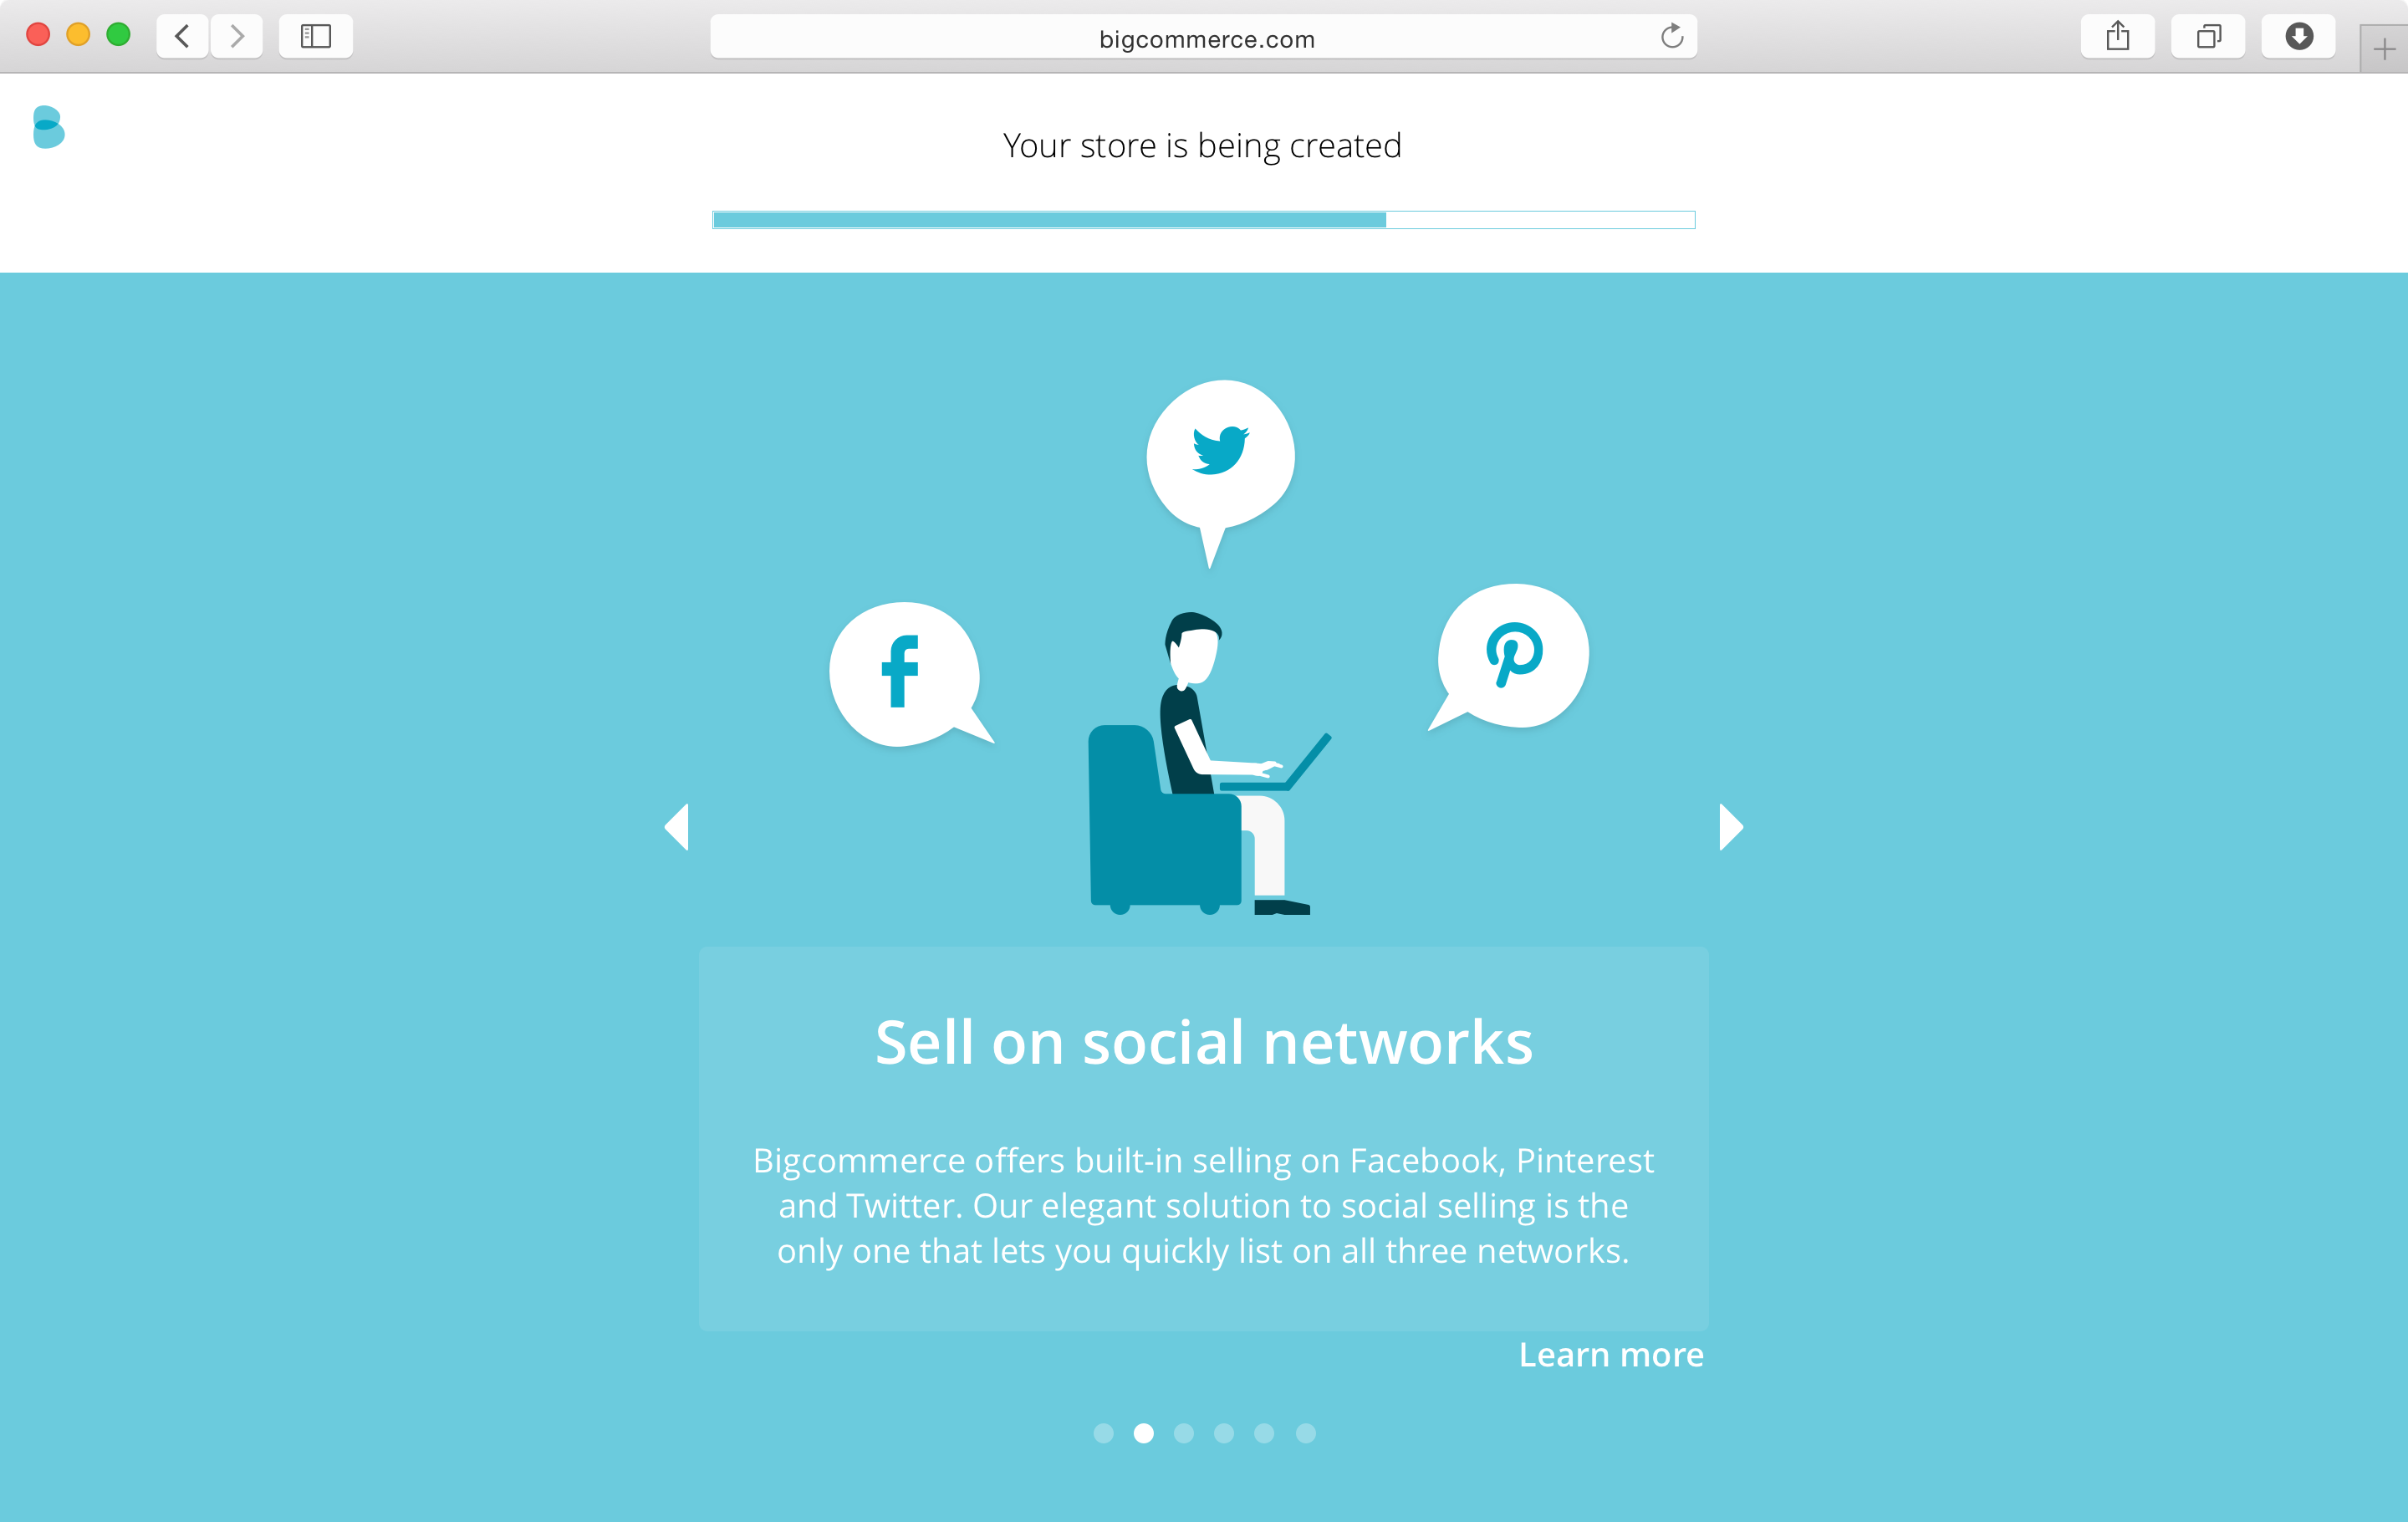 bigcommerce.com
Your store is being created
Sell on social networks
Bigcommerce offers built-in selling on Facebook, Pinterest
and Twitter. Our elegant solution to social selling is the
only one that lets you quickly list on all three networks.
Learn more